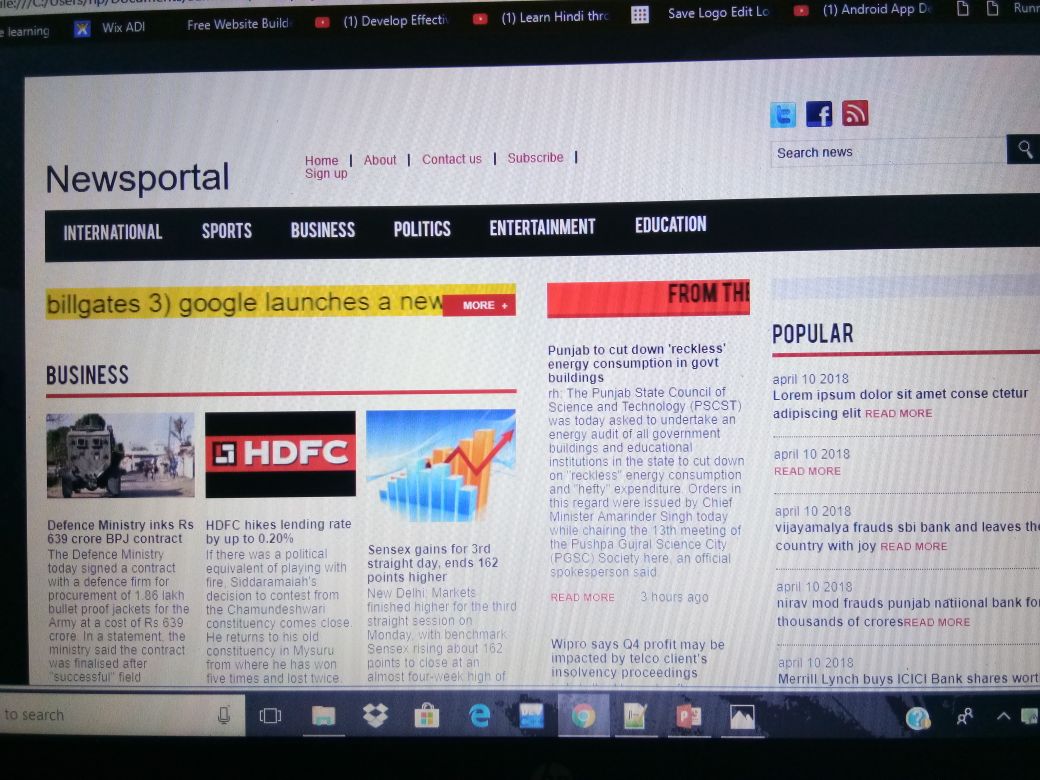 ile:///C:/Users/hp/Documents/
e learning
Wix ADI
Free Website Build
(1) Develop Effecti
(1) Learn Hindi thro
Save Logo Edit Lo
(1) Android App De
Runn
Newsportal
Home | About | Contact us | Subscribe |
Sign up
Search news
INTERNATIONAL SPORTS BUSINESS POLITICS ENTERTAINMENT EDUCATION
billgates 3) google launches a new
MORE +
BUSINESS
HDFC
Defence Ministry inks Rs
639 crore BPJ contract
The Defence Ministry
today signed a contract
with a defence firm for
procurement of 1.86 lakh
bullet proof jackets for the
Army at a cost of Rs 639
crore. In a statement, the
ministry said the contract
was finalised after
"successful" field
HDFC hikes lending rate
by up to 0.20%
If there was a political
equivalent of playing with
fire, Siddaramaiah's
decision to contest from
the Chamundeshwari
constituency comes close.
He returns to his old
constituency in Mysuru
from where he has won
five times and lost twice.
Sensex gains for 3rd
straight day, ends 162
points higher
New Delhi: Markets
finished higher for the third
straight session on
Monday, with benchmark
Sensex rising about 162
points to close at an
almost four-week high of
FROM THE
Punjab to cut down 'reckless'
energy consumption in govt
buildings
rh: The Punjab State Council of
Science and Technology (PSCST)
was today asked to undertake an
energy audit of all government
buildings and educational
institutions in the state to cut down
on "reckless" energy consumption
and "hefty" expenditure. Orders in
this regard were issued by Chief
Minister Amarinder Singh today
while chairing the 13th meeting of
the Pushpa Gujral Science City
(PGSC) Society here, an official
spokesperson said.
READ MORE 3 hours ago
Wipro says Q4 profit may be
impacted by telco client's
insolvency proceedings
POPULAR
april 10 2018
Lorem ipsum dolor sit amet conse ctetur
adipiscing elit READ MORE
april 10 2018
READ MORE
april 10 2018
vijayamalya frauds sbi bank and leaves the
country with joy READ MORE
april 10 2018
nirav mod frauds punjab natiional bank for
thousands of croresREAD MORE
april 10 2018
Merrill Lynch buys ICICI Bank shares wort
to search